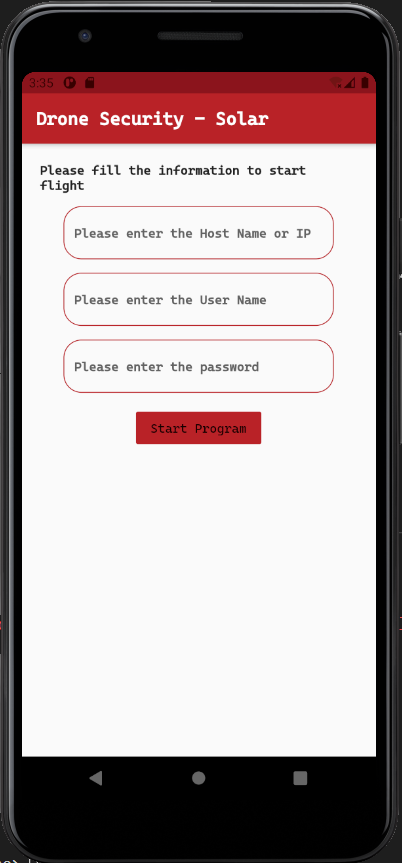 3:35
Drone Security - Solar
Please fill the information to start
flight
Please enter the Host Name or IP
Please enter the User Name
Please enter the password
Start Program